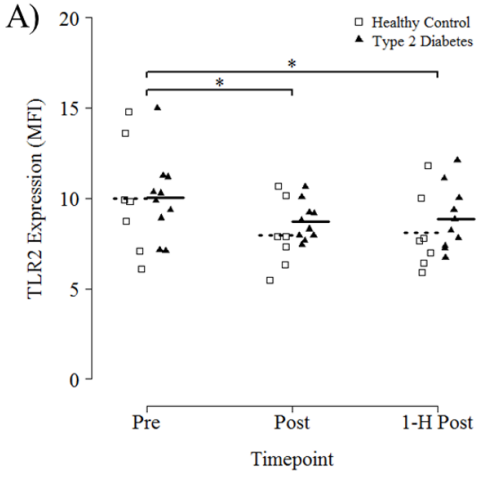 A)
Healthy Control
Type 2 Diabetes
TLR2 Expression (MFI)
20
15
10
5
0
*
*
Pre
Post
1-H Post
Timepoint